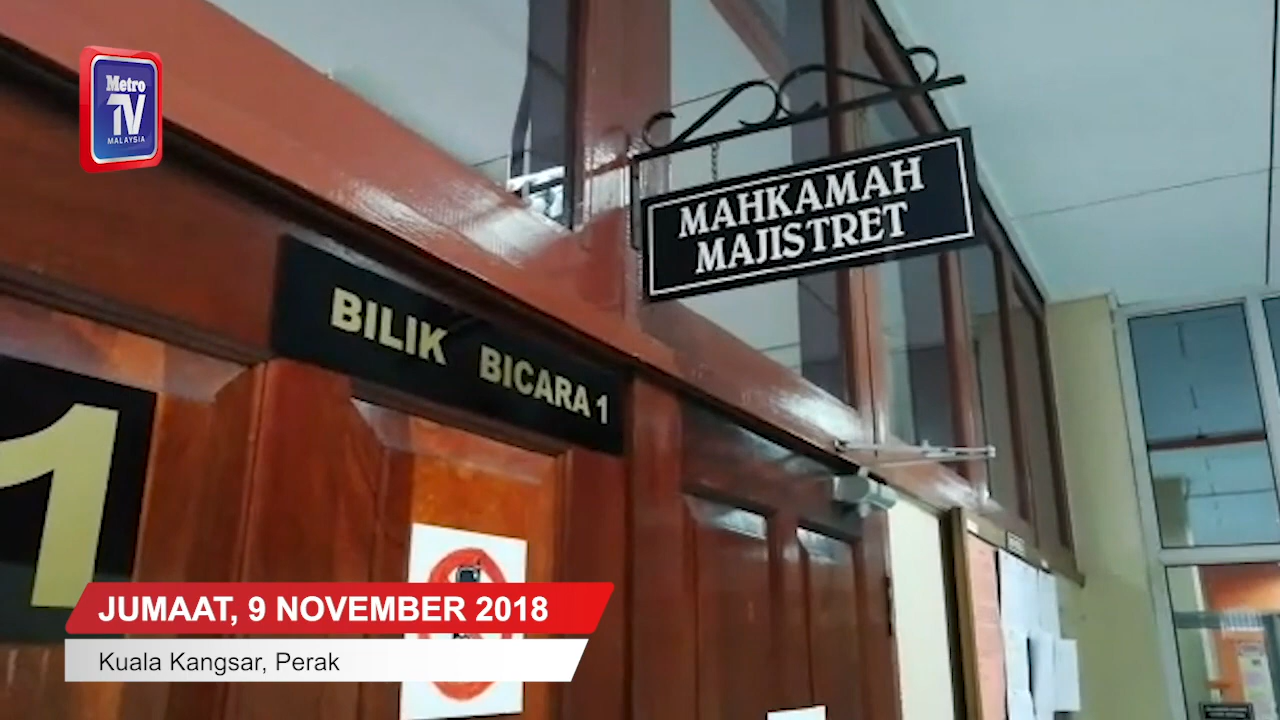 Metro
TV
MALAYSIA
MAHKAMAH
MAJISTRET
BILIK BICARA 1
1
JUMAAT, 9 NOVEMBER 2018
Kuala Kangsar, Perak